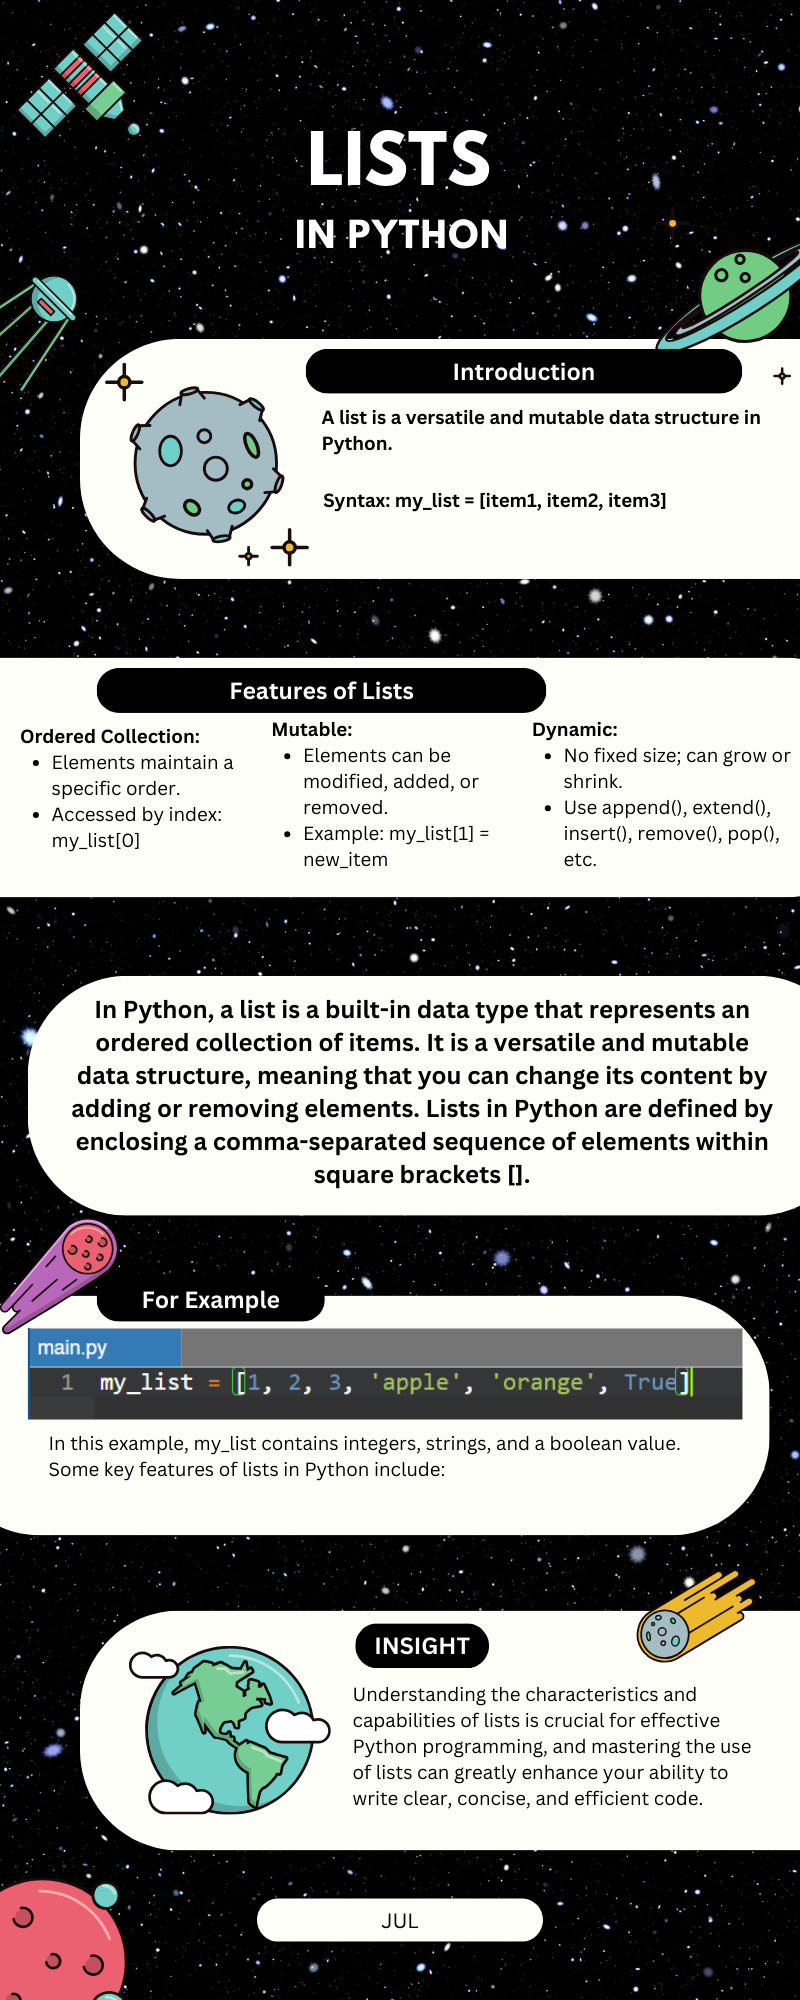 LISTS
IN PYTHON
Introduction
A list is a versatile and mutable data structure in
Python.
Syntax: my_list = [item1, item2, item3]
Features of Lists
Ordered Collection:
• Elements maintain a
specific order.
• Accessed by index:
my_list[0]
Mutable:
• Elements can be
modified, added, or
removed.
• Example: my_list[1] =
new_item
Dynamic:
• No fixed size; can grow or
shrink.
• Use append(), extend(),
insert(), remove(), pop(),
etc.
In Python, a list is a built-in data type that represents an
ordered collection of items. It is a versatile and mutable
data structure, meaning that you can change its content by
adding or removing elements. Lists in Python are defined by
enclosing a comma-separated sequence of elements within
square brackets [].
For Example
main.py
1 my_list = [1, 2, 3, 'apple', 'orange', True]
In this example, my_list contains integers, strings, and a boolean value.
Some key features of lists in Python include:
INSIGHT
Understanding the characteristics and
capabilities of lists is crucial for effective
Python programming, and mastering the use
of lists can greatly enhance your ability to
write clear, concise, and efficient code.
JUL